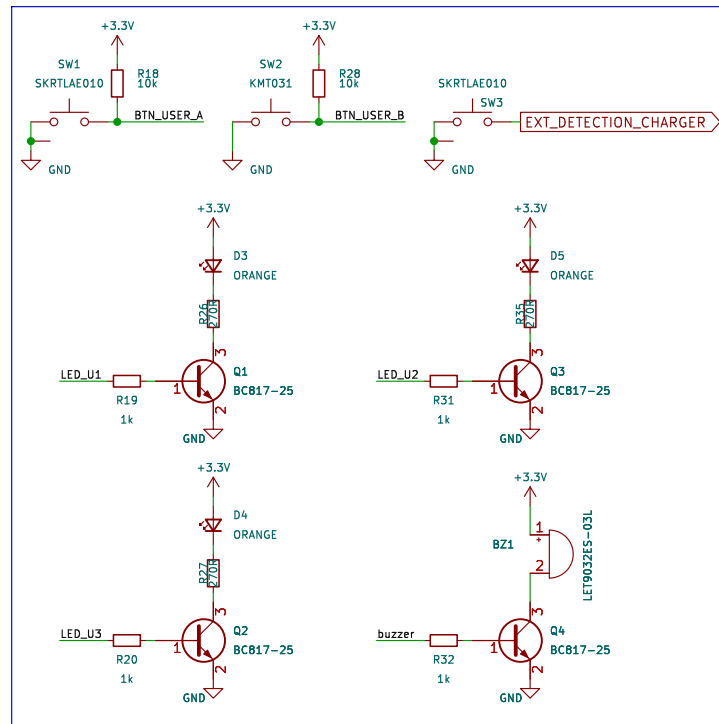 +3.3V
+3.3V
SW1
SKRTLAE010
R18
10k
BTN_USER_A
GND
SW2
KMT031
R28
10k
BTN_USER_B
GND
SKRTLAE010
SW3
EXT_DETECTION_CHARGER
GND
+3.3V
D3
ORANGE
R26
270R
LED_U1
R19
1k
1
3
2
Q1
BC817-25
GND
+3.3V
D5
ORANGE
R35
270R
LED_U2
R31
1k
1
3
2
Q3
BC817-25
GND
+3.3V
D4
ORANGE
R27
270R
LED_U3
R20
1k
1
3
2
Q2
BC817-25
GND
+3.3V
BZ1
1
+
2
LET9032ES-03L
buzzer
R32
1k
1
3
2
Q4
BC817-25
GND